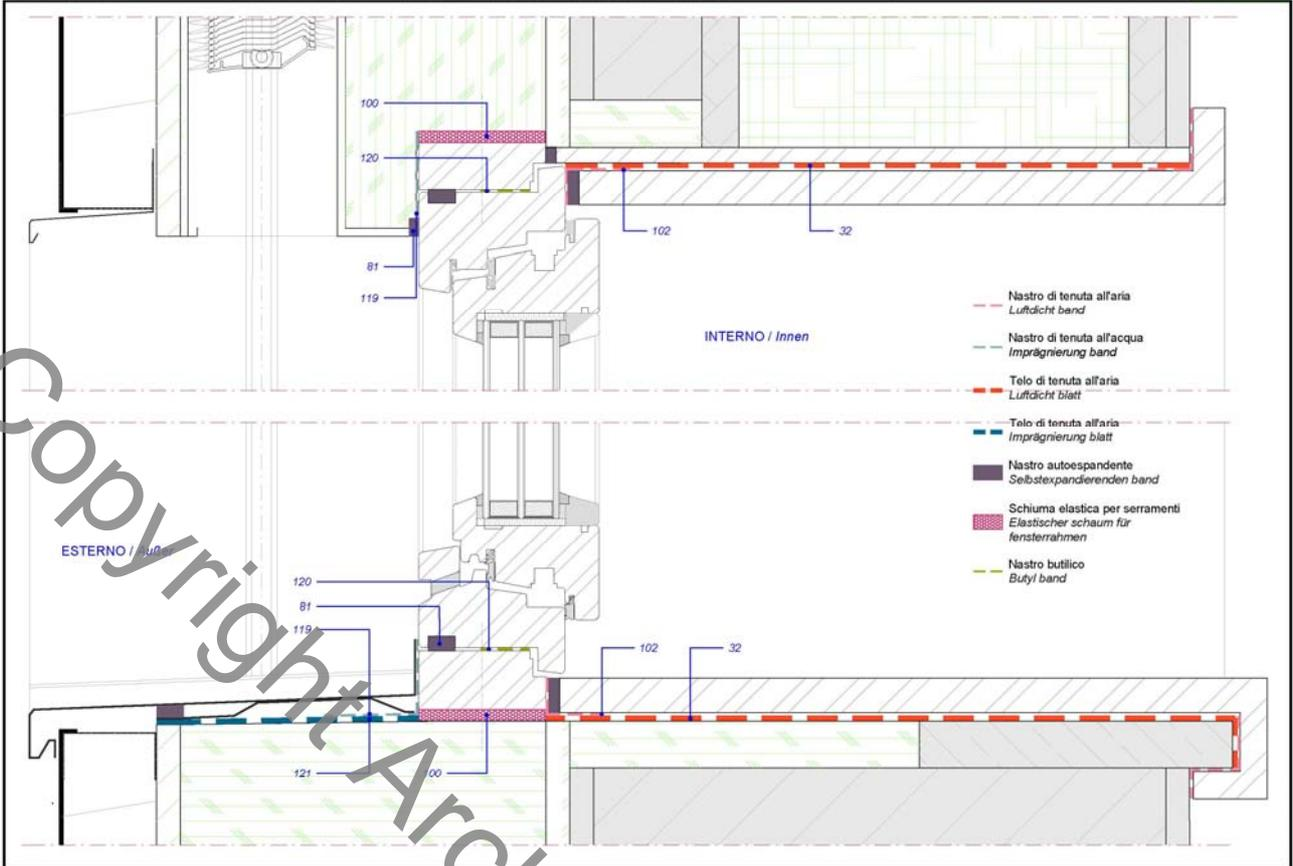 100
120
102
32
81
119
INTERNO / Innen
Nastro di tenuta all'aria
Luftdicht band
Nastro di tenuta all'acqua
Imprägnierung band
Telo di tenuta all'aria
Luftdicht blatt
Telo di tenuta all'aria
Imprägnierung blatt
Nastro autoespandente
Selbstexpandierenden band
Schiuma elastica per serramenti
Elastischer schaum für
fensterrahmen
Nastro butilico
Butyl band
ESTERNO / Außer
120
81
119
102
32
121
100
Copyright Arc